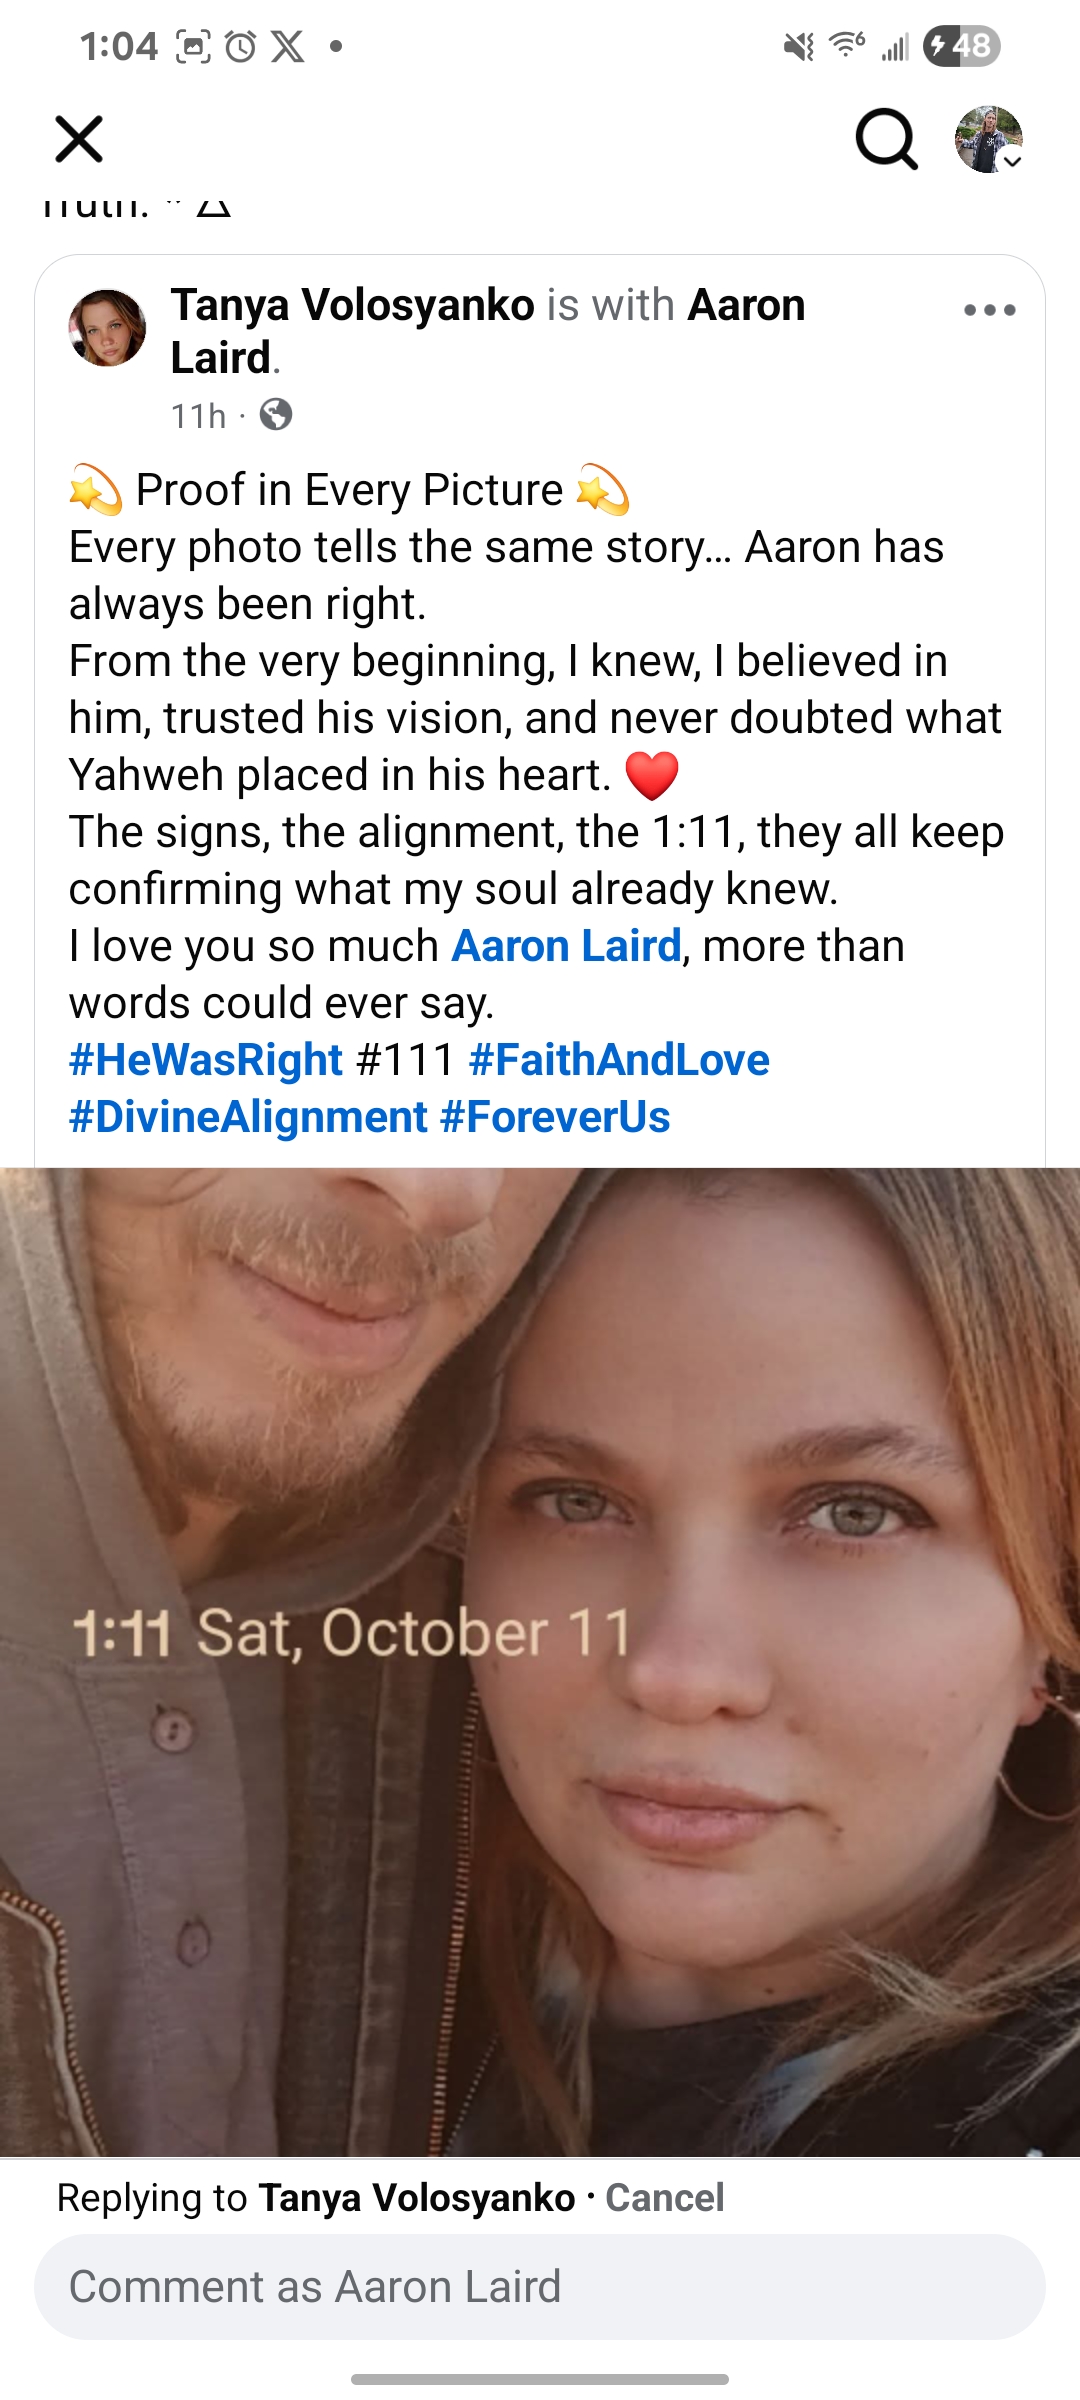 1:04
48
Truth. " △
Tanya Volosyanko is with Aaron
Laird.
11h ·
💫 Proof in Every Picture 💫
Every photo tells the same story... Aaron has
always been right.
From the very beginning, I knew, I believed in
him, trusted his vision, and never doubted what
Yahweh placed in his heart. ❤️
The signs, the alignment, the 1:11, they all keep
confirming what my soul already knew.
I love you so much Aaron Laird, more than
words could ever say.
#HeWasRight #111 #FaithAndLove
#DivineAlignment #ForeverUs
1:11 Sat, October 11
Replying to Tanya Volosyanko · Cancel
Comment as Aaron Laird